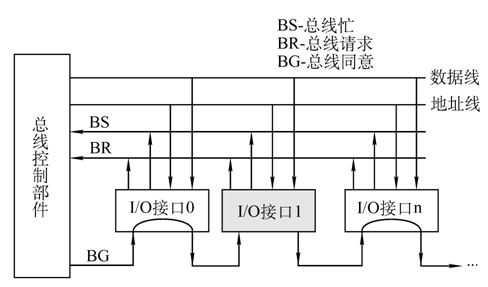 BS-总线忙
BR-总线请求
BG-总线同意
数据线
地址线
BS
BR
总线控制部件
I/O接口0
I/O接口1
I/O接口n
BG
...